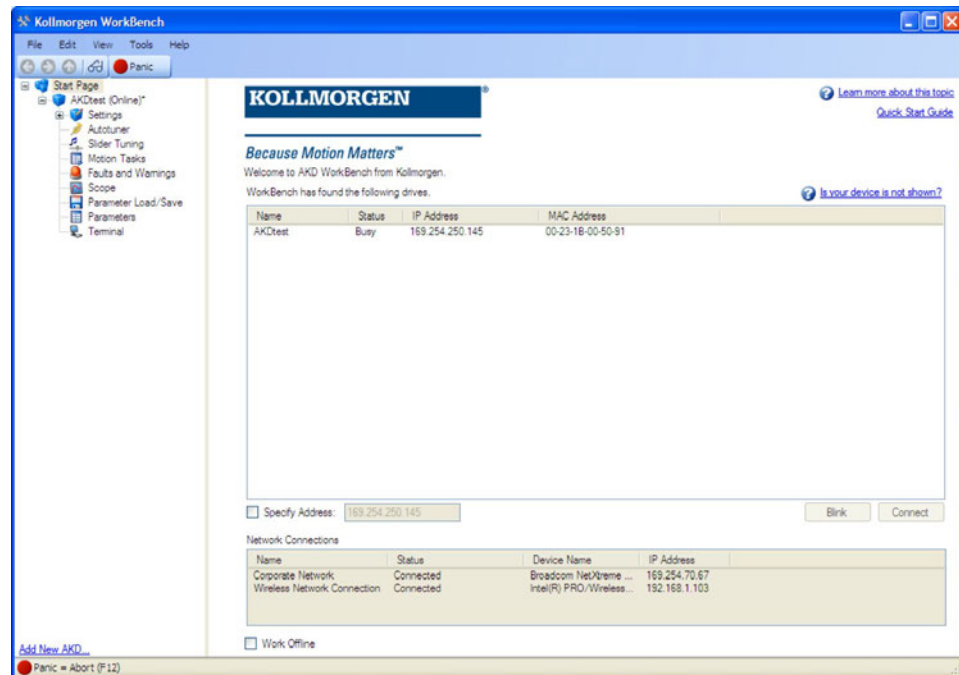 Kollmorgen WorkBench
File Edit View Tools Help
Panic
Start Page
AKDtest (Online)*
Settings
Autotuner
Slider Tuning
Motion Tasks
Faults and Warnings
Scope
Parameter Load/Save
Parameters
Terminal
Add New AKD...
KOLLMORGEN®
Learn more about this topic
Quick Start Guide
Because Motion Matters™
Welcome to AKD WorkBench from Kollmorgen.
WorkBench has found the following drives.
Is your device is not shown?
Name Status IP Address MAC Address
AKDtest Busy 169.254.250.145 00-23-1B-00-50-91
Specify Address: 169.254.250.145 Blink Connect
Network Connections
Name Status Device Name IP Address
Corporate Network Connected Broadcom NetXtreme ... 169.254.70.67
Wireless Network Connection Connected Intel(R) PRO/Wireless... 192.168.1.103
Work Offline
Panic = Abort (F12)